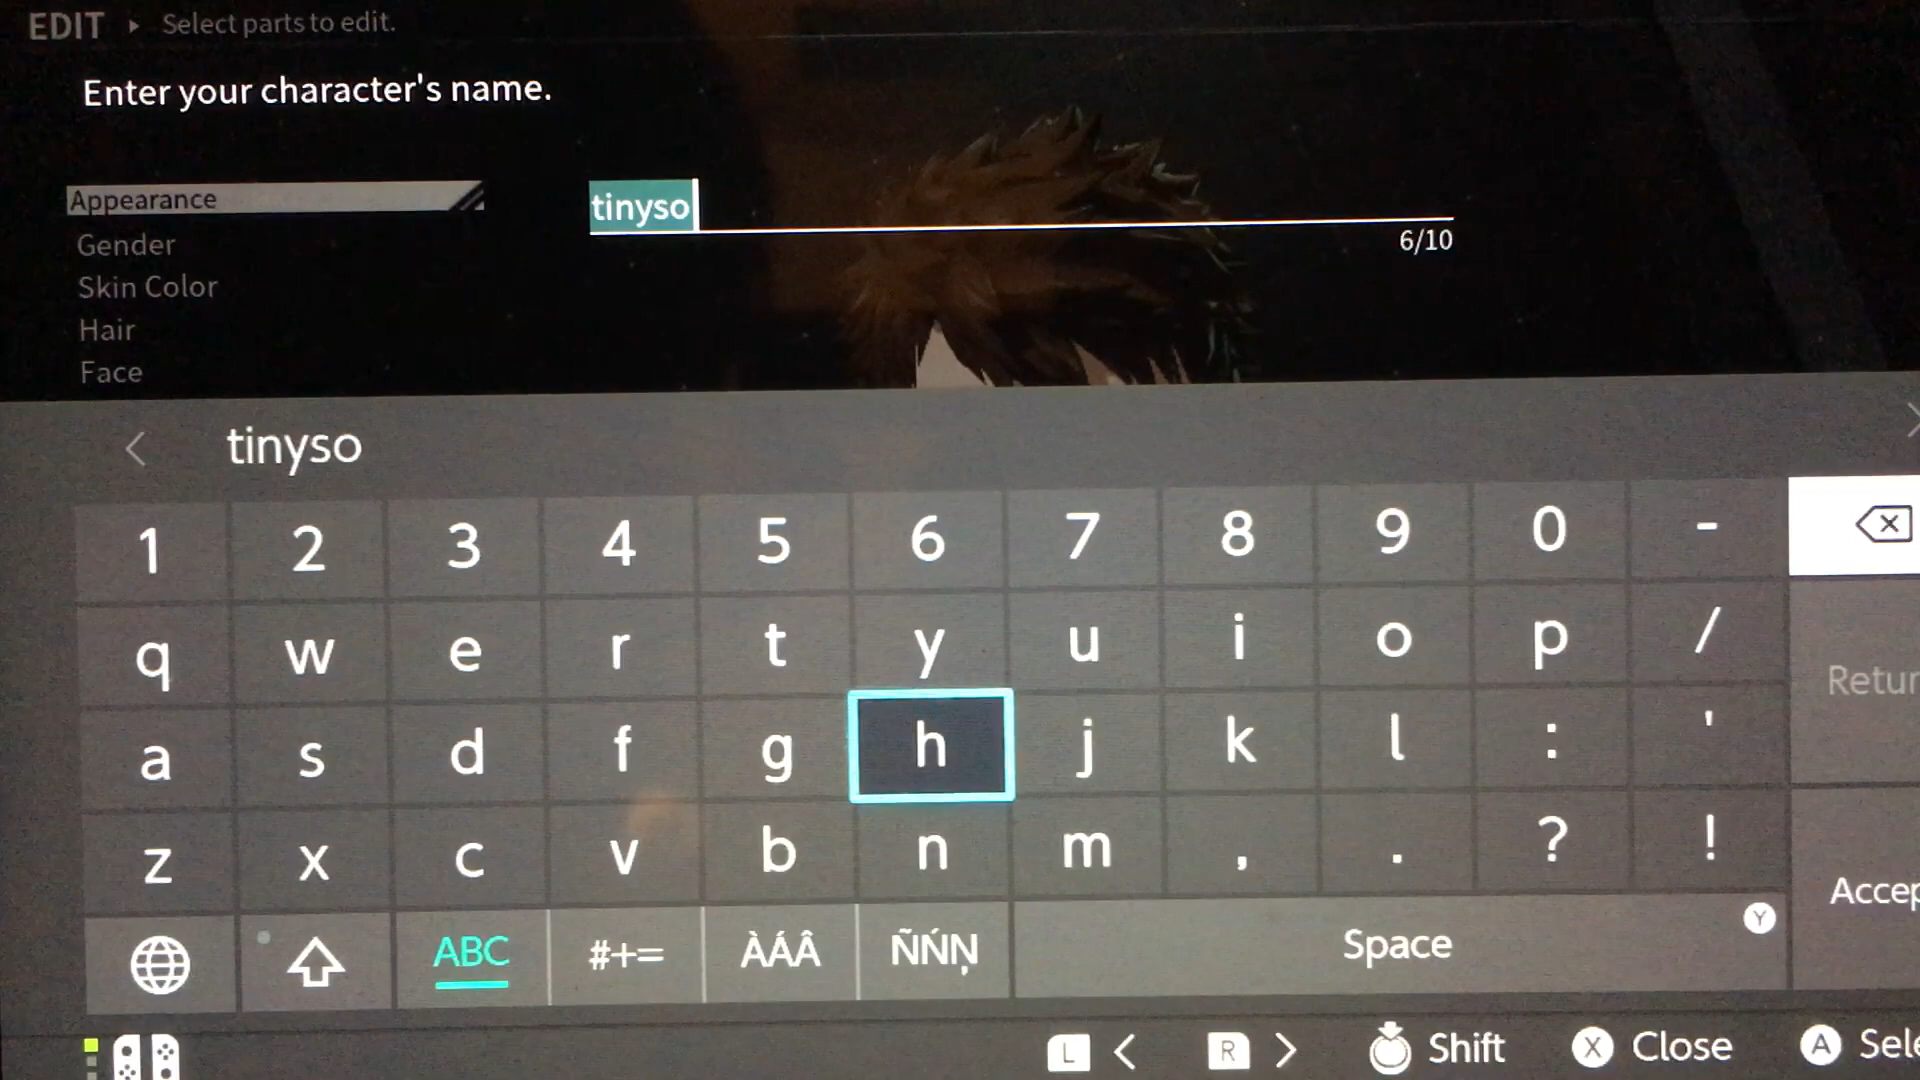 EDIT ▸ Select parts to edit.
Enter your character's name.
Appearance
tinyso
6/10
Gender
Skin Color
Hair
Face
tinyso
1 2 3 4 5 6 7 8 9 0 -
q w e r t y u i o p /
Retur
a s d f g h j k l : '
z x c v b n m , . ? !
Accep
ABC #+= ÀÁÂ ÑŃŅ Space Y
L < R > Shift X Close A Sele